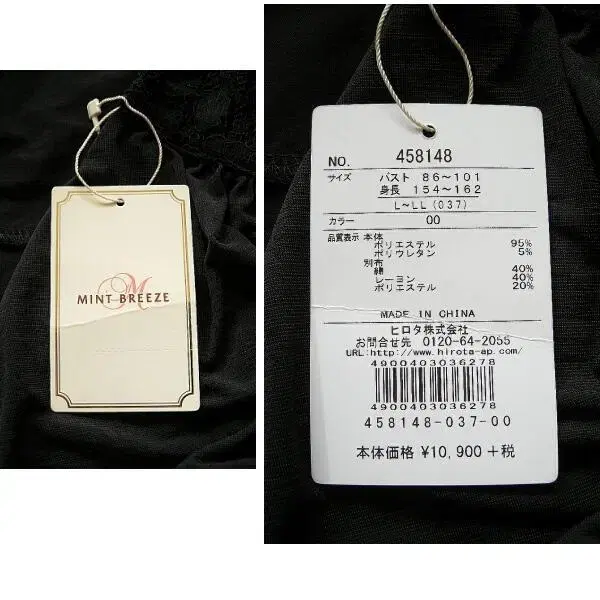 M
MINT BREEZE
NO. 458148
サイズ バスト 86～101
身長 154～162
L～LL (037)
カラー 00
品質表示 本体
ポリエステル 95%
ポリウレタン 5%
別布
綿 40%
レーヨン 40%
ポリエステル 20%
MADE IN CHINA
ヒロタ株式会社
お問合せ先 0120-64-2055
URL:http://www.hirota-ap.com/
4900403036278
4900403036278
458148-037-00
本体価格 ¥10,900+税